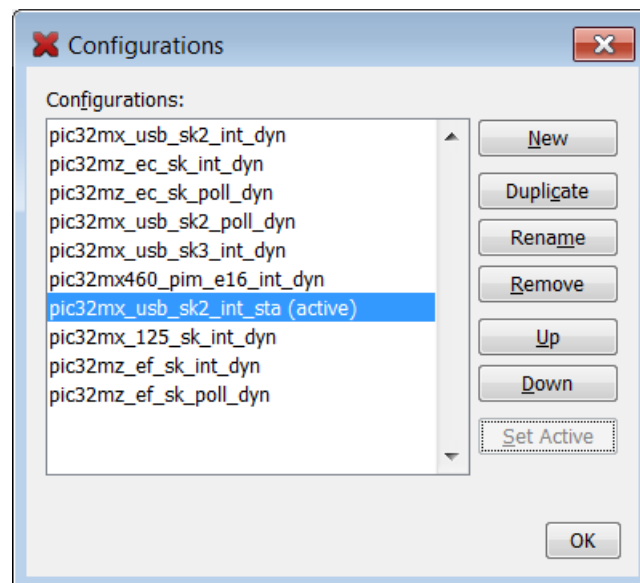 Configurations
Configurations:
pic32mx_usb_sk2_int_dyn
pic32mz_ec_sk_int_dyn
pic32mz_ec_sk_poll_dyn
pic32mx_usb_sk2_poll_dyn
pic32mx_usb_sk3_int_dyn
pic32mx460_pim_e16_int_dyn
pic32mx_usb_sk2_int_sta (active)
pic32mx_125_sk_int_dyn
pic32mz_ef_sk_int_dyn
pic32mz_ef_sk_poll_dyn
New
Duplicate
Rename
Remove
Up
Down
Set Active
OK